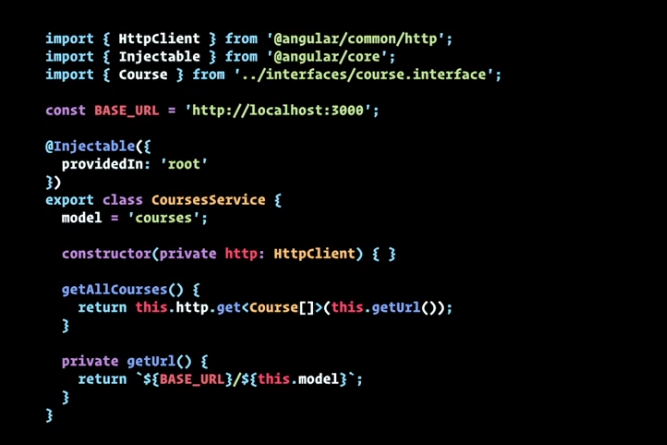 import { HttpClient } from '@angular/common/http';
import { Injectable } from '@angular/core';
import { Course } from '../interfaces/course.interface';
const BASE_URL = 'http://localhost:3000';
@Injectable({
  providedIn: 'root'
})
export class CoursesService {
  model = 'courses';
  constructor(private http: HttpClient) { }
  getAllCourses() {
    return this.http.get<Course[]>(this.getUrl());
  }
  private getUrl() {
    return `${BASE_URL}/${this.model}`;
  }
}